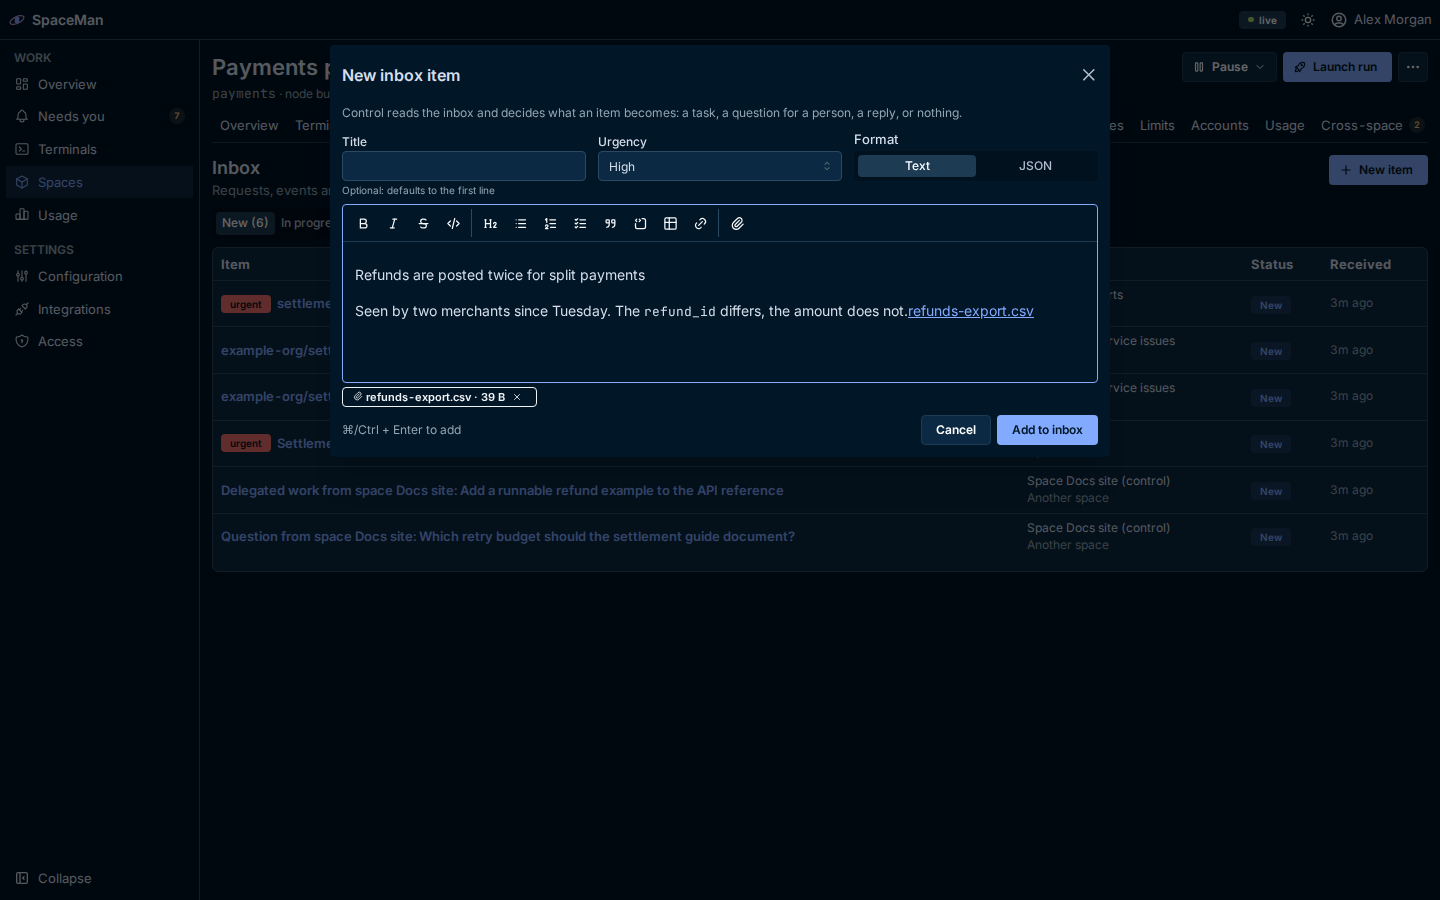 SpaceMan
live
Alex Morgan
WORK
Overview
Needs you
7
Terminals
Spaces
Usage
SETTINGS
Configuration
Integrations
Access
Collapse
Payments
payments · node
Pause
Launch run
Overview
Limits
Accounts
Usage
Cross-space
2
Inbox
Requests, events
New item
New (6)
In progre
Item
Status
Received
urgent
settleme
New
3m ago
example-org/sett
vice issues
New
3m ago
example-org/sett
vice issues
New
3m ago
urgent
Settleme
New
3m ago
Delegated work from space Docs site: Add a runnable refund example to the API reference
Space Docs site (control)
Another space
New
3m ago
Question from space Docs site: Which retry budget should the settlement guide document?
Space Docs site (control)
Another space
New
3m ago
New inbox item
Control reads the inbox and decides what an item becomes: a task, a question for a person, a reply, or nothing.
Title
Urgency
Format
High
Text
JSON
Optional: defaults to the first line
B I S </> H2
Refunds are posted twice for split payments
Seen by two merchants since Tuesday. The refund_id differs, the amount does not.refunds-export.csv
refunds-export.csv · 39 B
⌘/Ctrl + Enter to add
Cancel
Add to inbox